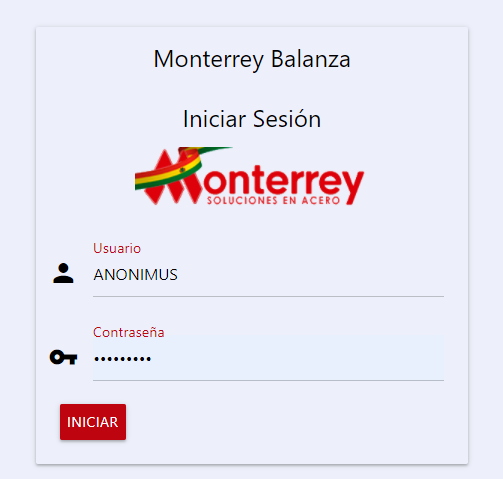 Monterrey Balanza
Iniciar Sesión
Monterrey
SOLUCIONES EN ACERO
Usuario
ANONIMUS
Contraseña
•••••••••
INICIAR